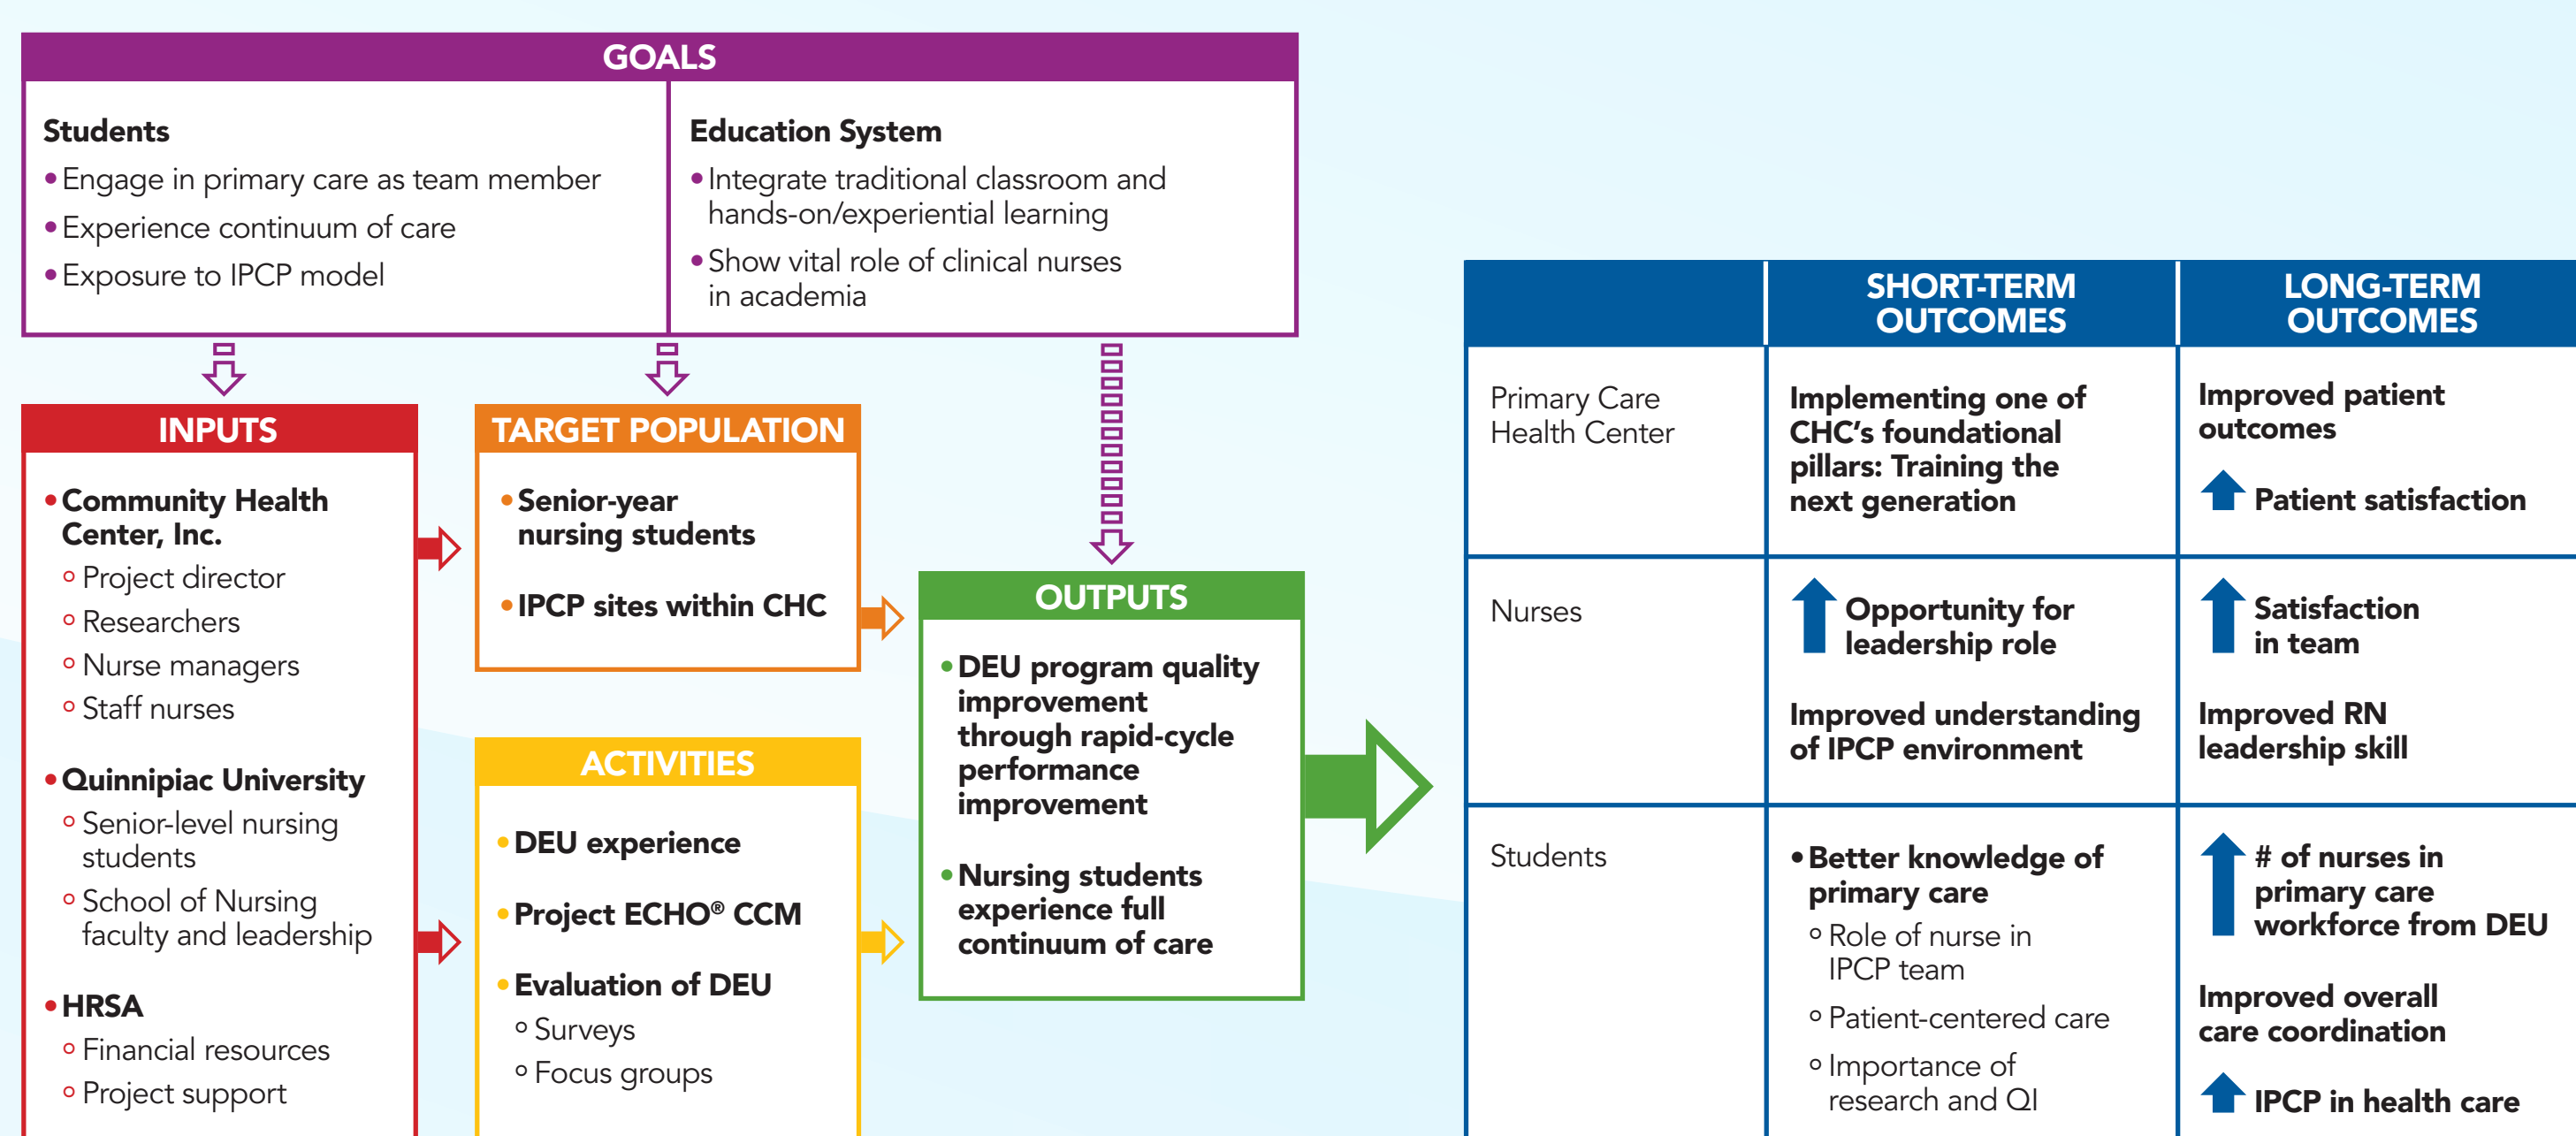 GOALS
Students
• Engage in primary care as team member
• Experience continuum of care
• Exposure to IPCP model
Education System
• Integrate traditional classroom and
hands-on/experiential learning
• Show vital role of clinical nurses
in academia
INPUTS
• Community Health
Center, Inc.
○ Project director
○ Researchers
○ Nurse managers
○ Staff nurses
• Quinnipiac University
○ Senior-level nursing
students
○ School of Nursing
faculty and leadership
• HRSA
○ Financial resources
○ Project support
TARGET POPULATION
• Senior-year
nursing students
• IPCP sites within CHC
ACTIVITIES
• DEU experience
• Project ECHO® CCM
• Evaluation of DEU
○ Surveys
○ Focus groups
OUTPUTS
• DEU program quality
improvement
through rapid-cycle
performance
improvement
• Nursing students
experience full
continuum of care
SHORT-TERM
OUTCOMES
LONG-TERM
OUTCOMES
Primary Care
Health Center
Implementing one of
CHC's foundational
pillars: Training the
next generation
Improved patient
outcomes
Patient satisfaction
Nurses
Opportunity for
leadership role
Improved understanding
of IPCP environment
Satisfaction
in team
Improved RN
leadership skill
Students
• Better knowledge of
primary care
○ Role of nurse in
IPCP team
○ Patient-centered care
○ Importance of
research and QI
# of nurses in
primary care
workforce from DEU
Improved overall
care coordination
IPCP in health care